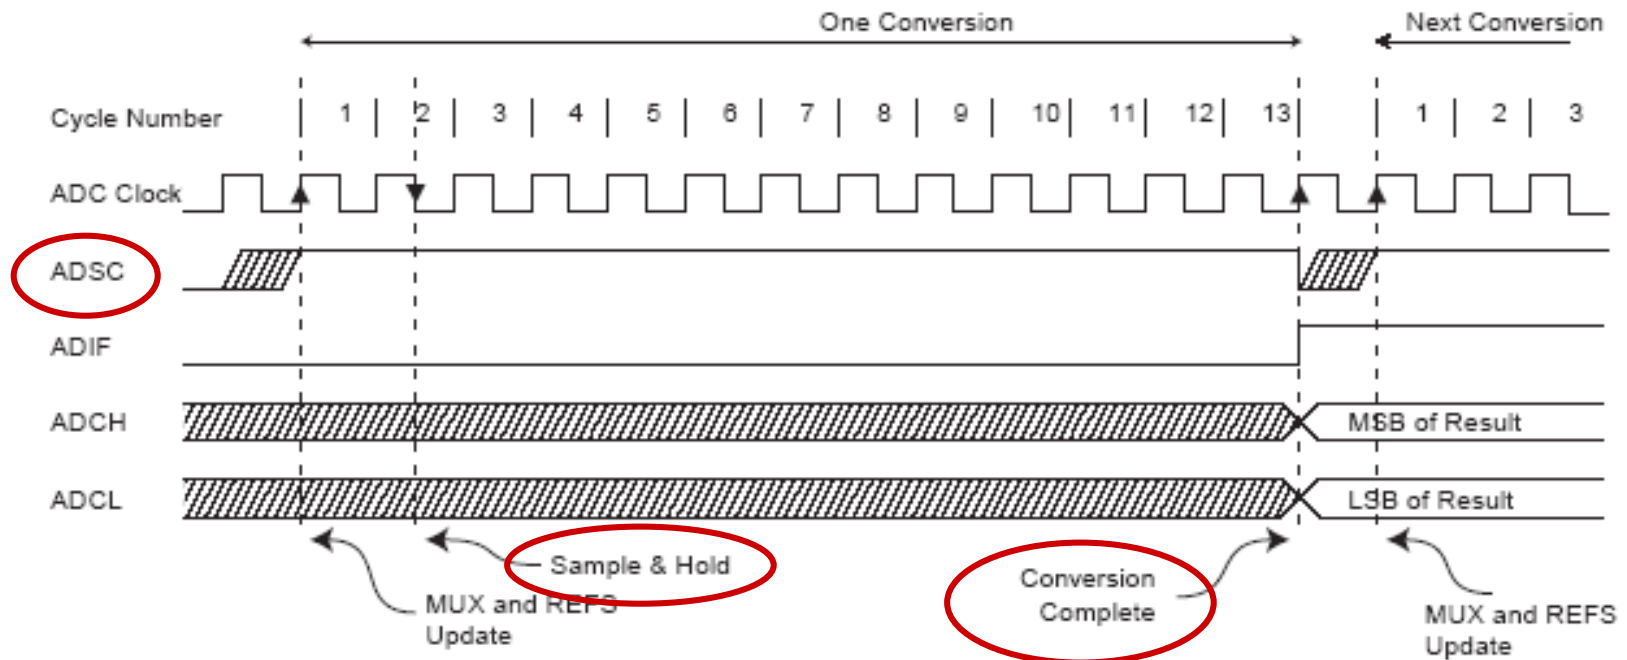 One Conversion
Next Conversion
Cycle Number 1 2 3 4 5 6 7 8 9 10 11 12 13 1 2 3
ADC Clock
ADSC
ADIF
ADCH MSB of Result
ADCL LSB of Result
Sample & Hold
MUX and REFS
Update
Conversion
Complete
MUX and REFS
Update